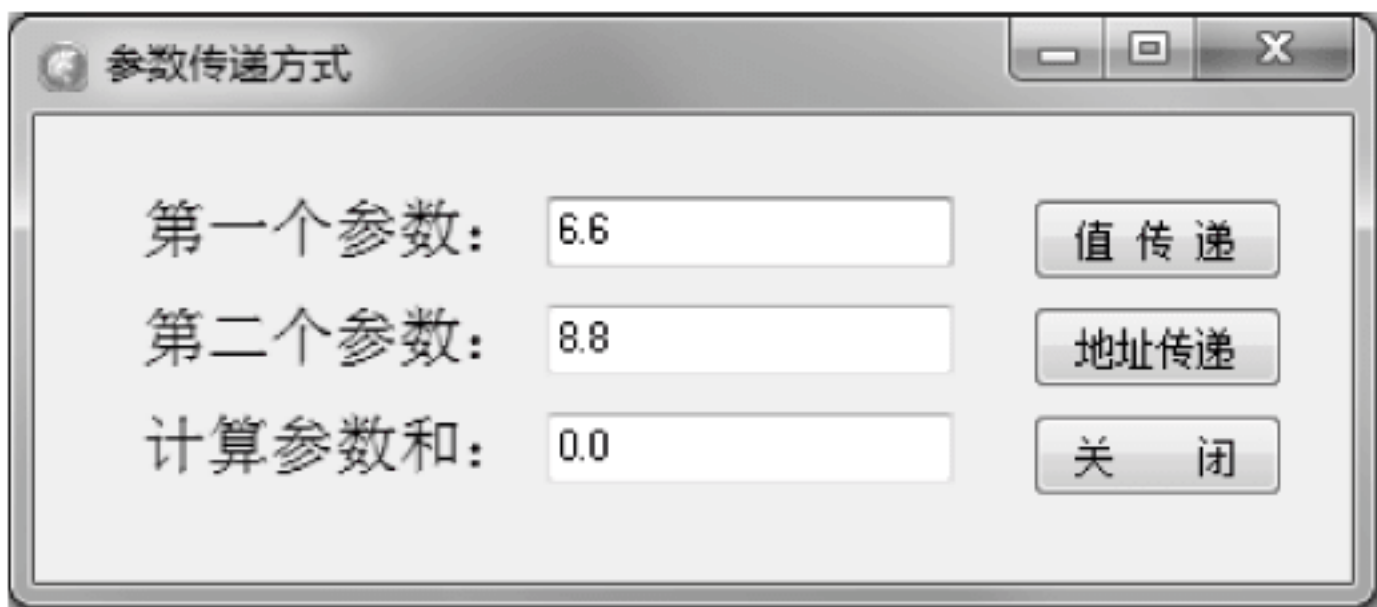 参数传递方式
第一个参数： 6.6 值 传 递
第二个参数： 8.8 地址传递
计算参数和： 0.0 关 闭